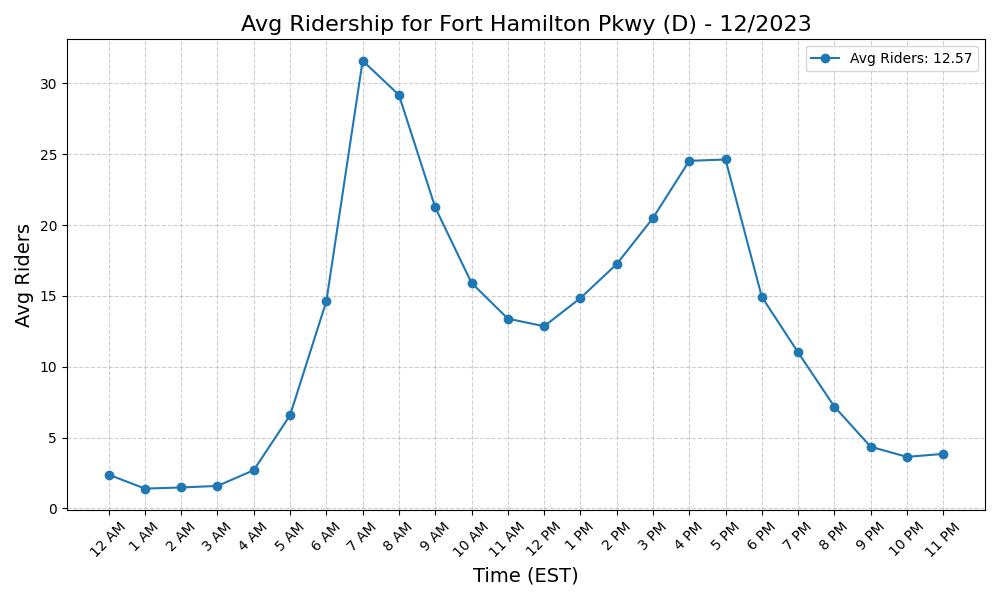 Avg Ridership for Fort Hamilton Pkwy (D) - 12/2023
Avg Riders: 12.57
30
25
20
15
10
5
0
Avg Riders
12 AM
1 AM
2 AM
3 AM
4 AM
5 AM
6 AM
7 AM
8 AM
9 AM
10 AM
11 AM
12 PM
1 PM
2 PM
3 PM
4 PM
5 PM
6 PM
7 PM
8 PM
9 PM
10 PM
11 PM
Time (EST)